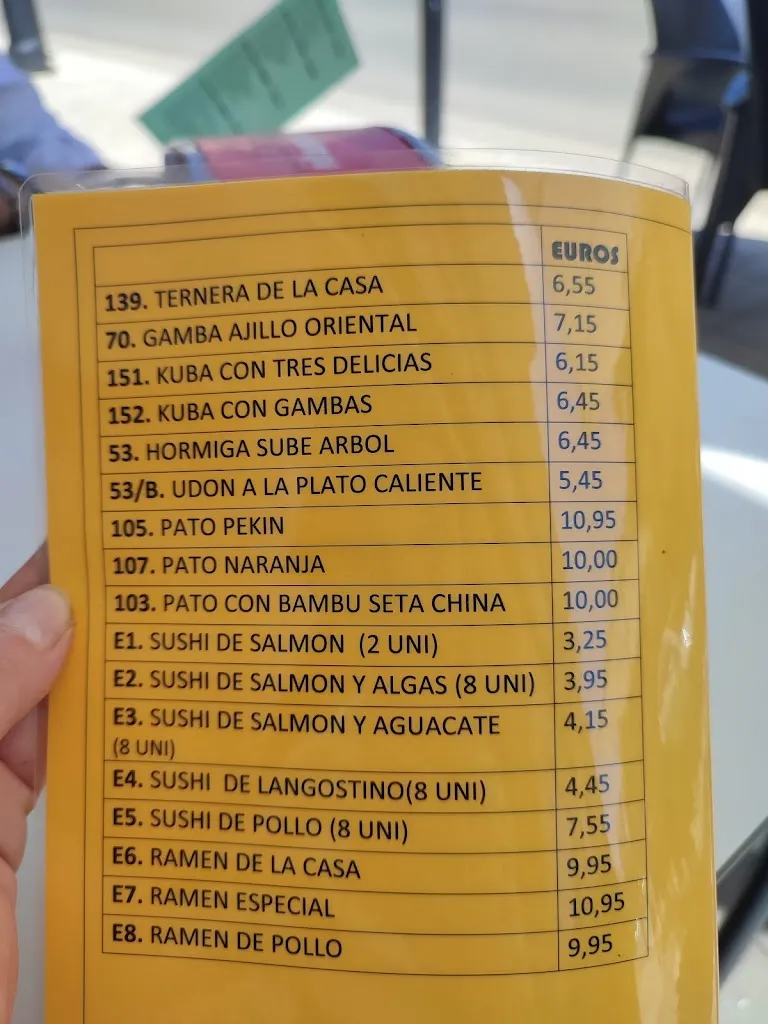 EUROS
139. TERNERA DE LA CASA 6,55
70. GAMBA AJILLO ORIENTAL 7,15
151. KUBA CON TRES DELICIAS 6,15
152. KUBA CON GAMBAS 6,45
53. HORMIGA SUBE ARBOL 6,45
53/B. UDON A LA PLATO CALIENTE 5,45
105. PATO PEKIN 10,95
107. PATO NARANJA 10,00
103. PATO CON BAMBU SETA CHINA 10,00
E1. SUSHI DE SALMON (2 UNI) 3,25
E2. SUSHI DE SALMON Y ALGAS (8 UNI) 3,95
E3. SUSHI DE SALMON Y AGUACATE 4,15
(8 UNI)
E4. SUSHI DE LANGOSTINO(8 UNI) 4,45
E5. SUSHI DE POLLO (8 UNI) 7,55
E6. RAMEN DE LA CASA 9,95
E7. RAMEN ESPECIAL 10,95
E8. RAMEN DE POLLO 9,95